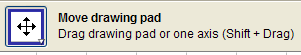 Move drawing pad
Drag drawing pad or one axis (Shift + Drag)